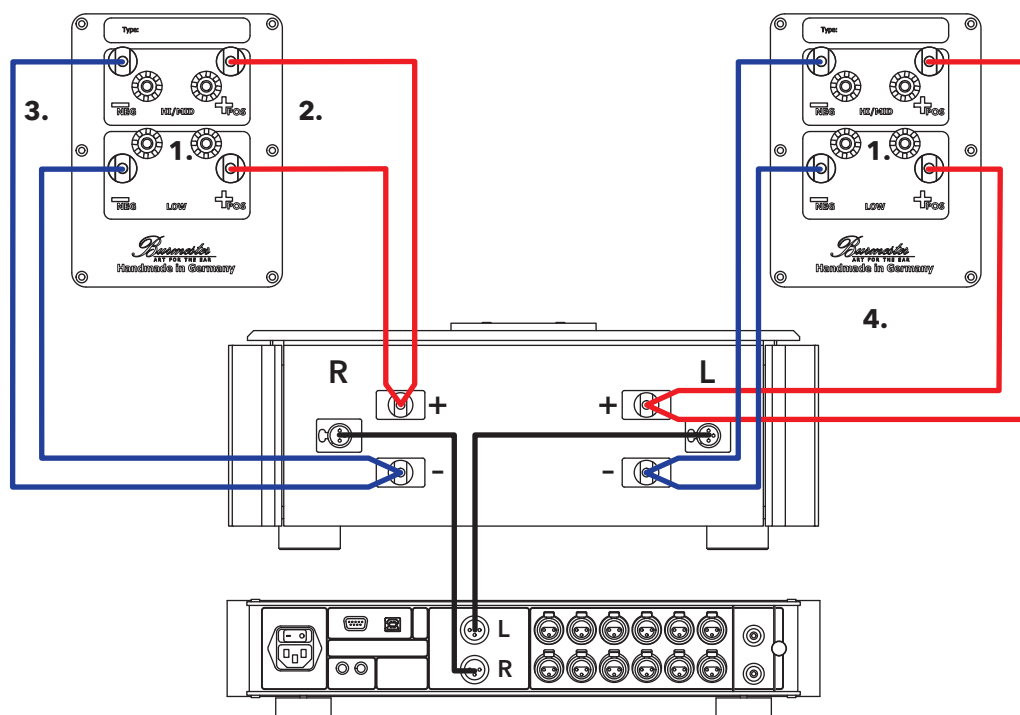 Type:
NEG HI/MID POS
1.
NEG LOW POS
Burmester
ART FOR THE EAR
Handmade in Germany
3.
2.
Type:
NEG HI/MID POS
1.
NEG LOW POS
Burmester
ART FOR THE EAR
Handmade in Germany
4.
R L
+ +
- -
L
R